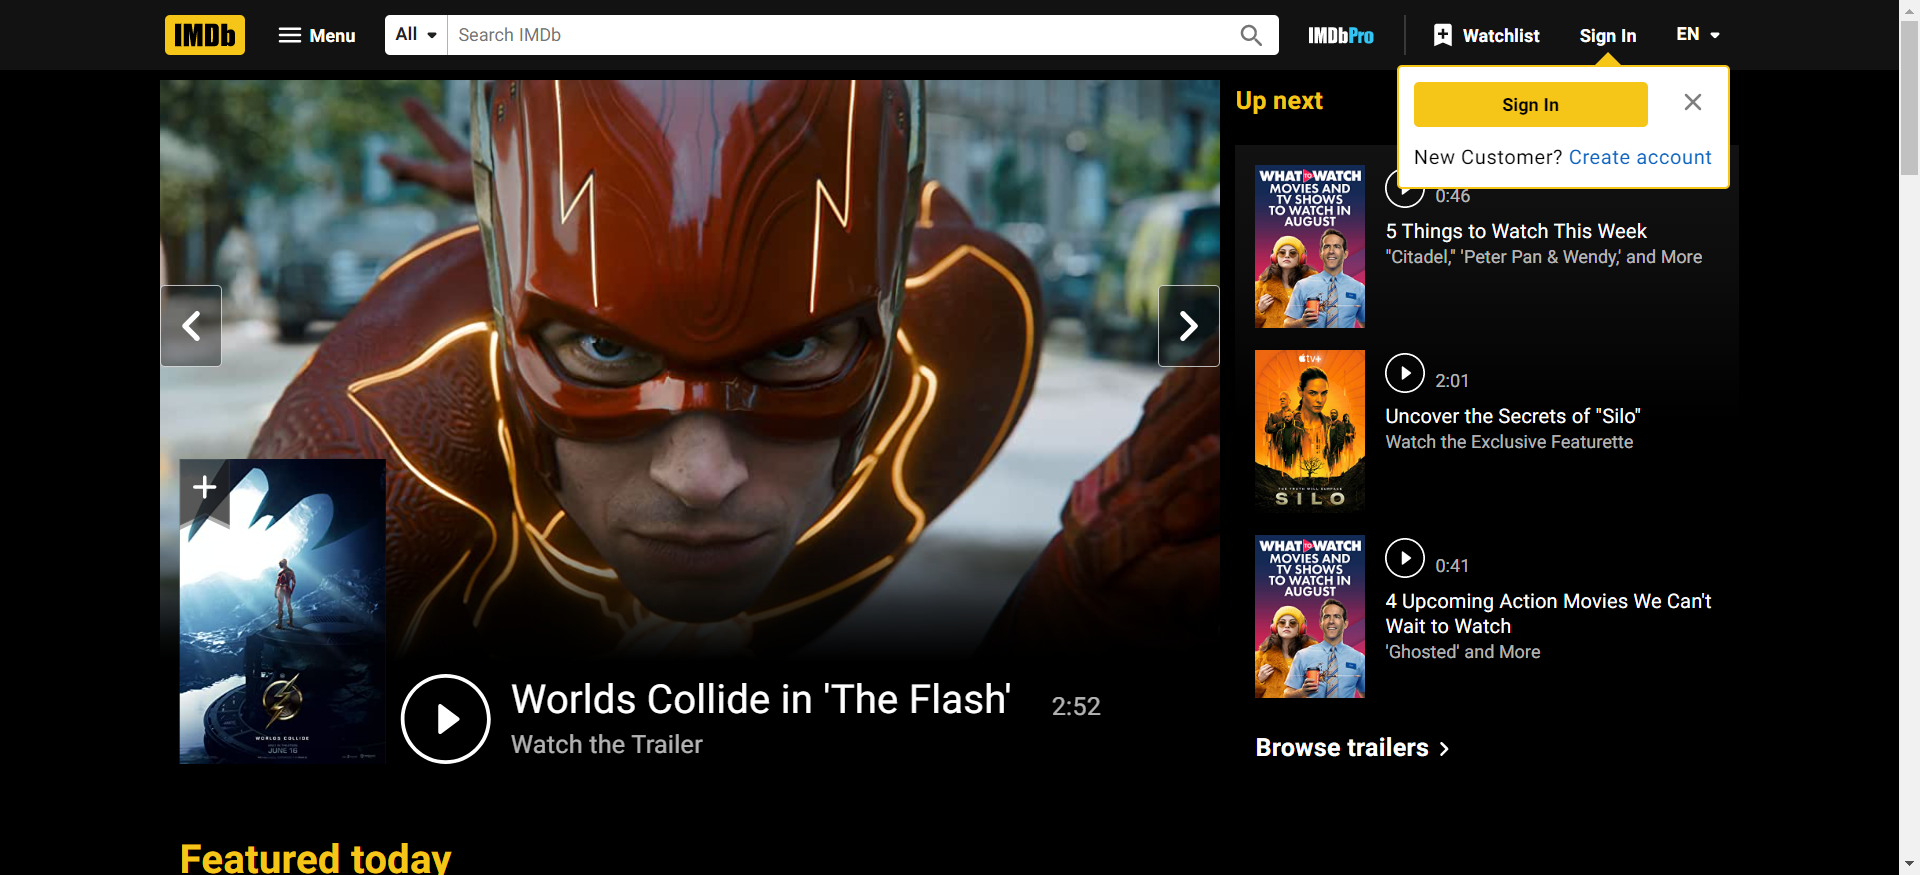 IMDb
Menu
All
Search IMDb
IMDbPro
Watchlist
Sign In
EN
Sign In
New Customer? Create account
Up next
WHAT TO WATCH
MOVIES AND
TV SHOWS
TO WATCH IN
AUGUST
0:46
5 Things to Watch This Week
"Citadel," 'Peter Pan & Wendy,' and More
tv+
THE TRUTH WILL SURFACE
SILO
2:01
Uncover the Secrets of "Silo"
Watch the Exclusive Featurette
WHAT TO WATCH
MOVIES AND
TV SHOWS
TO WATCH IN
AUGUST
0:41
4 Upcoming Action Movies We Can't
Wait to Watch
'Ghosted' and More
Browse trailers
WORLDS COLLIDE
JUNE 16
Worlds Collide in 'The Flash'
2:52
Watch the Trailer
Featured today